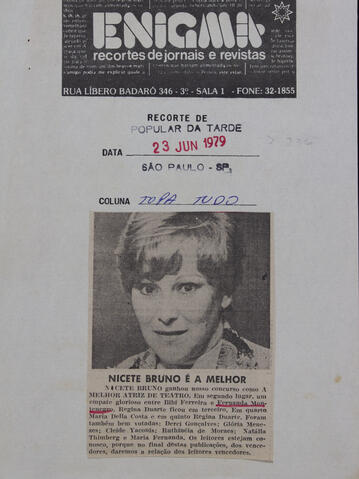 ENIGMA
recortes de jornais e revistas
RUA LÍBERO BADARÓ 346 - 3º - SALA 1 - FONE: 32-1855
RECORTE DE
POPULAR DA TARDE
DATA 23 JUN 1979
SÃO PAULO - SP.
COLUNA TOPA TUDO
NICETE BRUNO É A MELHOR
NICETE BRUNO ganhou nosso concurso como A
MELHOR ATRIZ DE TEATRO. Em segundo lugar, um
empate glorioso entre Bibi Ferreira e Fernanda Mon-
tenegro, Regina Duarte ficou em terceiro, Em quarto
Maria Della Costa e em quinto Regina Duarte. Foram
também bem votadas: Derci Gonçalves; Glória Mene-
zes; Cleide Yaconis; Ruthinéia de Moraes; Natália
Thimberg e Maria Fernanda. Os leitores estejam co-
nosco, porque no final destas publicações, dos vence-
dores, daremos a relação dos leitores vencedores.